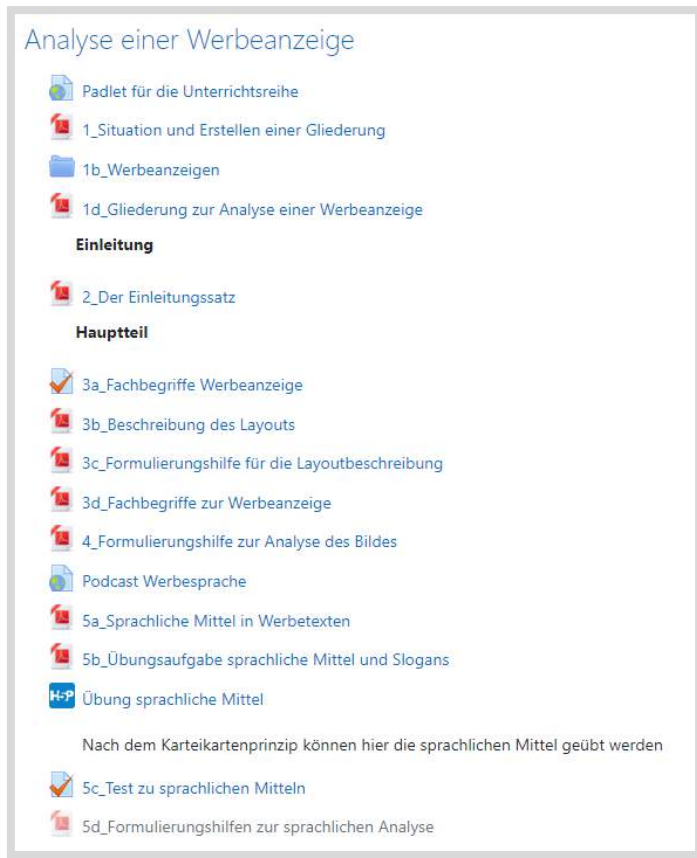 Analyse einer Werbeanzeige
Padlet für die Unterrichtsreihe
1_Situation und Erstellen einer Gliederung
1b_Werbeanzeigen
1d_Gliederung zur Analyse einer Werbeanzeige
Einleitung
2_Der Einleitungssatz
Hauptteil
3a_Fachbegriffe Werbeanzeige
3b_Beschreibung des Layouts
3c_Formulierungshilfe für die Layoutbeschreibung
3d_Fachbegriffe zur Werbeanzeige
4_Formulierungshilfe zur Analyse des Bildes
Podcast Werbesprache
5a_Sprachliche Mittel in Werbetexten
5b_Übungsaufgabe sprachliche Mittel und Slogans
H-P Übung sprachliche Mittel
Nach dem Karteikartenprinzip können hier die sprachlichen Mittel geübt werden
5c_Test zu sprachlichen Mitteln
5d_Formulierungshilfen zur sprachlichen Analyse